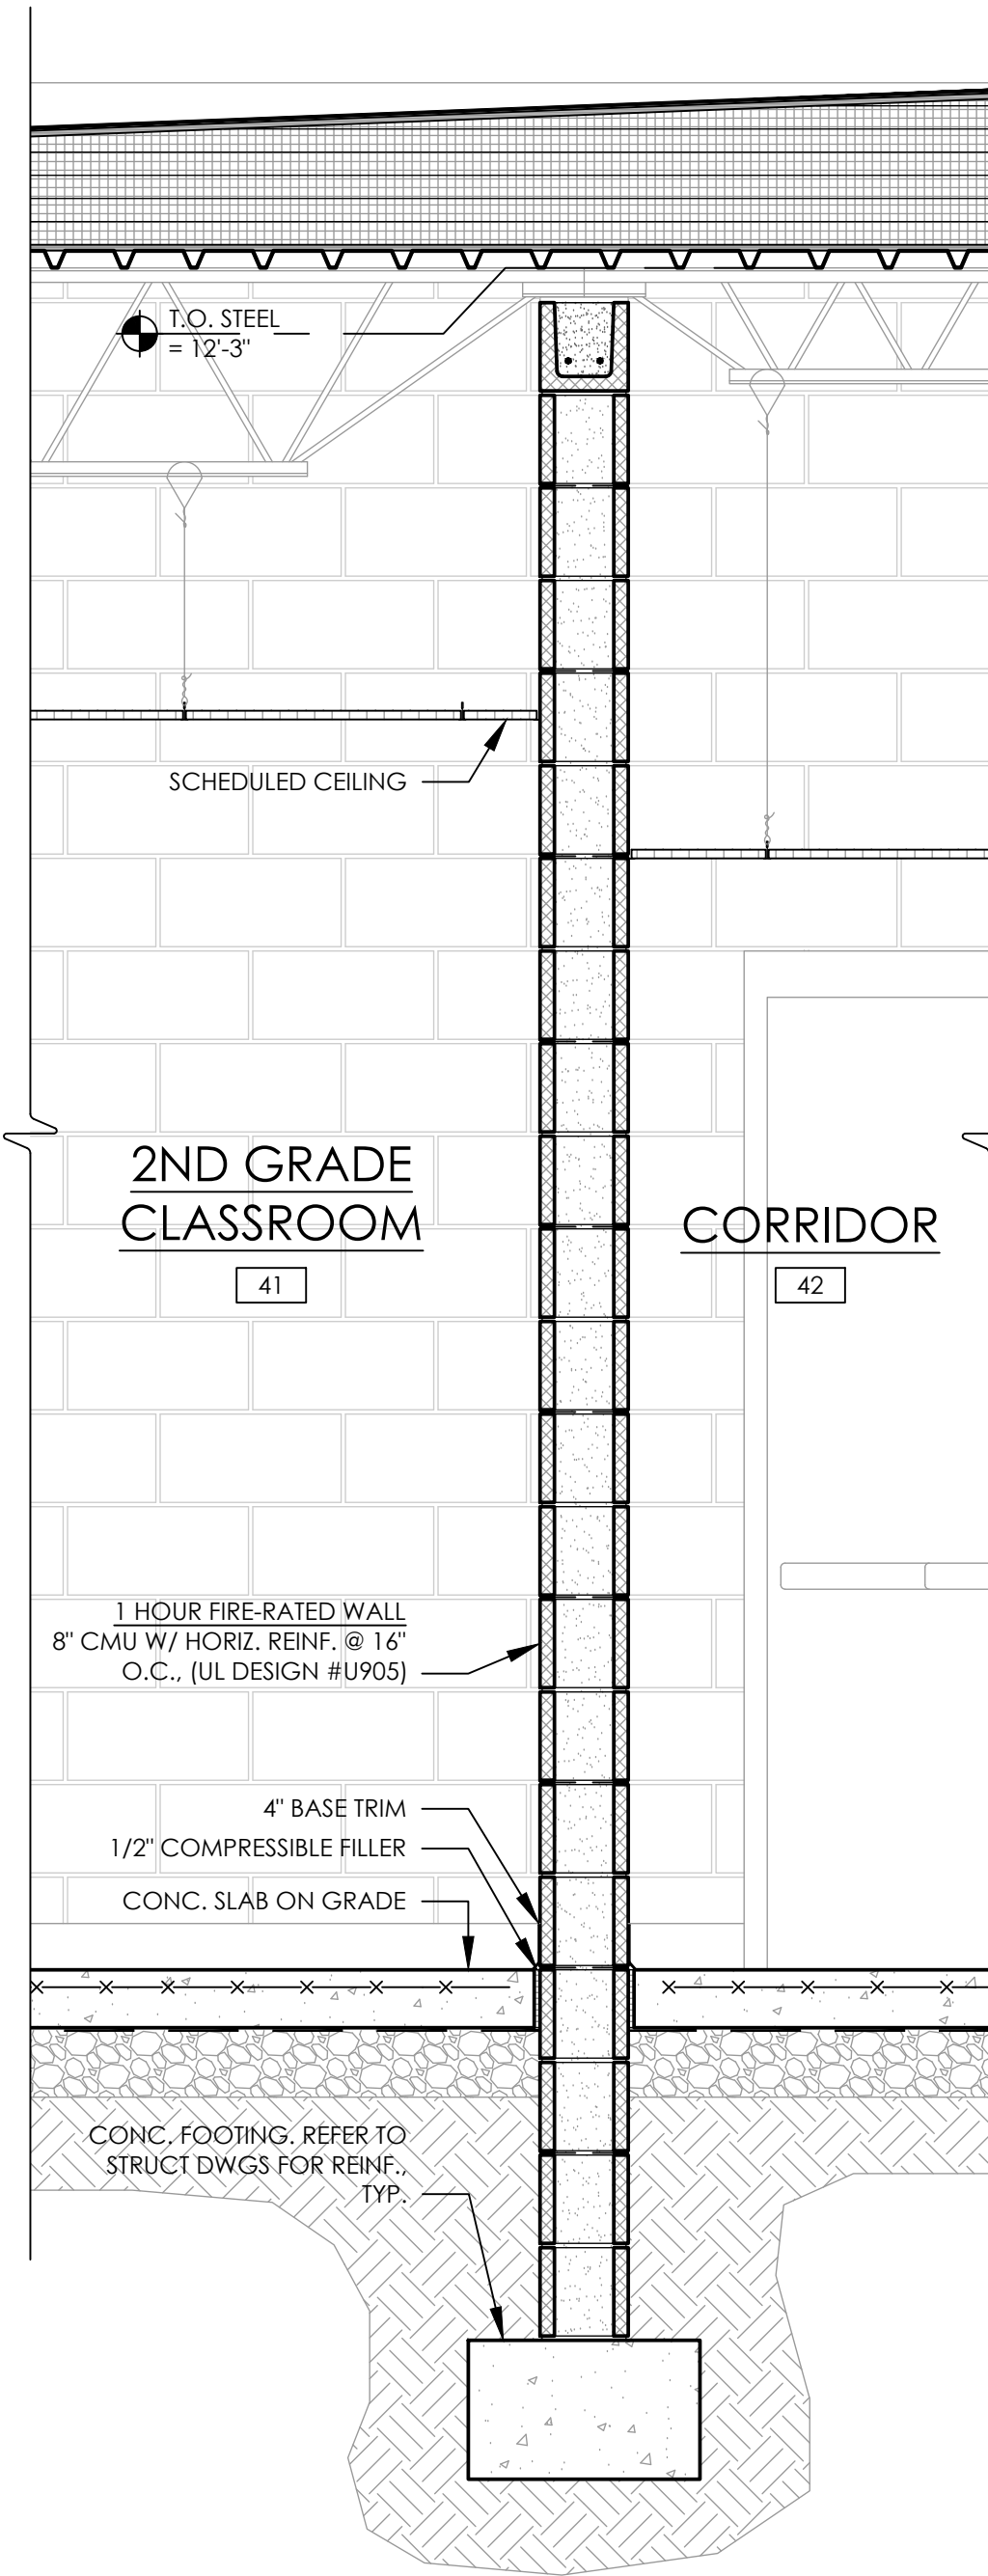 T.O. STEEL
= 12'-3"
SCHEDULED CEILING
2ND GRADE
CLASSROOM
41
CORRIDOR
42
1 HOUR FIRE-RATED WALL
8" CMU W/ HORIZ. REINF. @ 16"
O.C., (UL DESIGN #U905)
4" BASE TRIM
1/2" COMPRESSIBLE FILLER
CONC. SLAB ON GRADE
CONC. FOOTING. REFER TO
STRUCT DWGS FOR REINF.,
TYP.